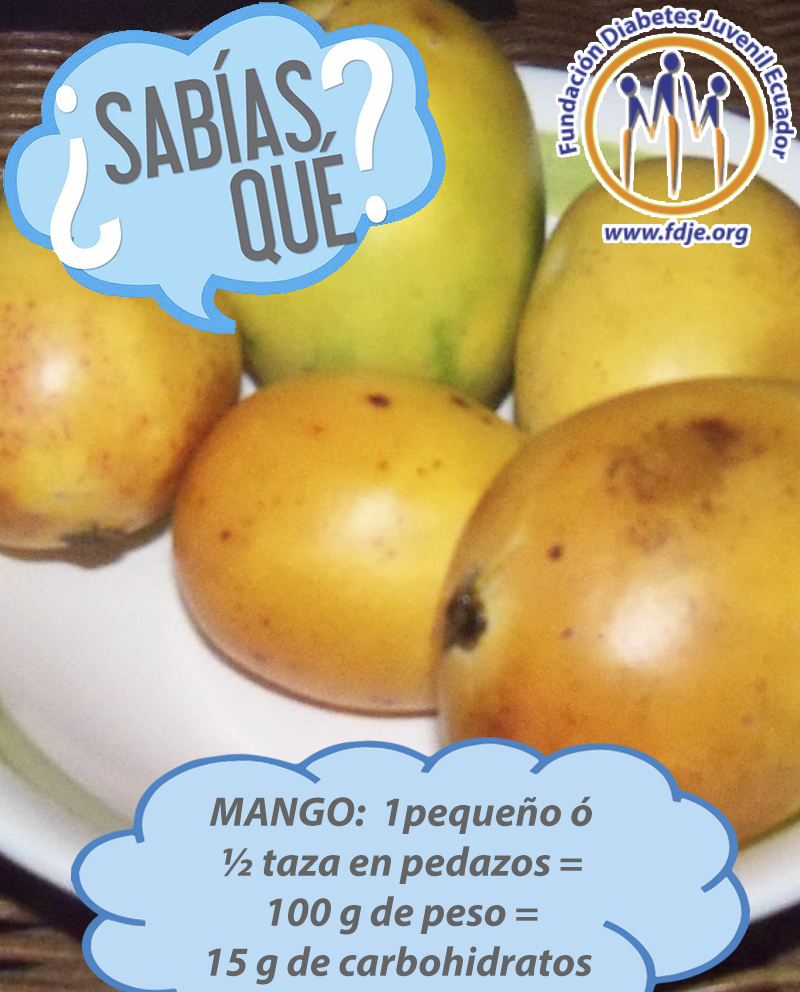 ¿SABÍAS
QUÉ?
Fundación Diabetes Juvenil Ecuador
www.fdje.org
MANGO: 1pequeño ó
½ taza en pedazos =
100 g de peso =
15 g de carbohidratos